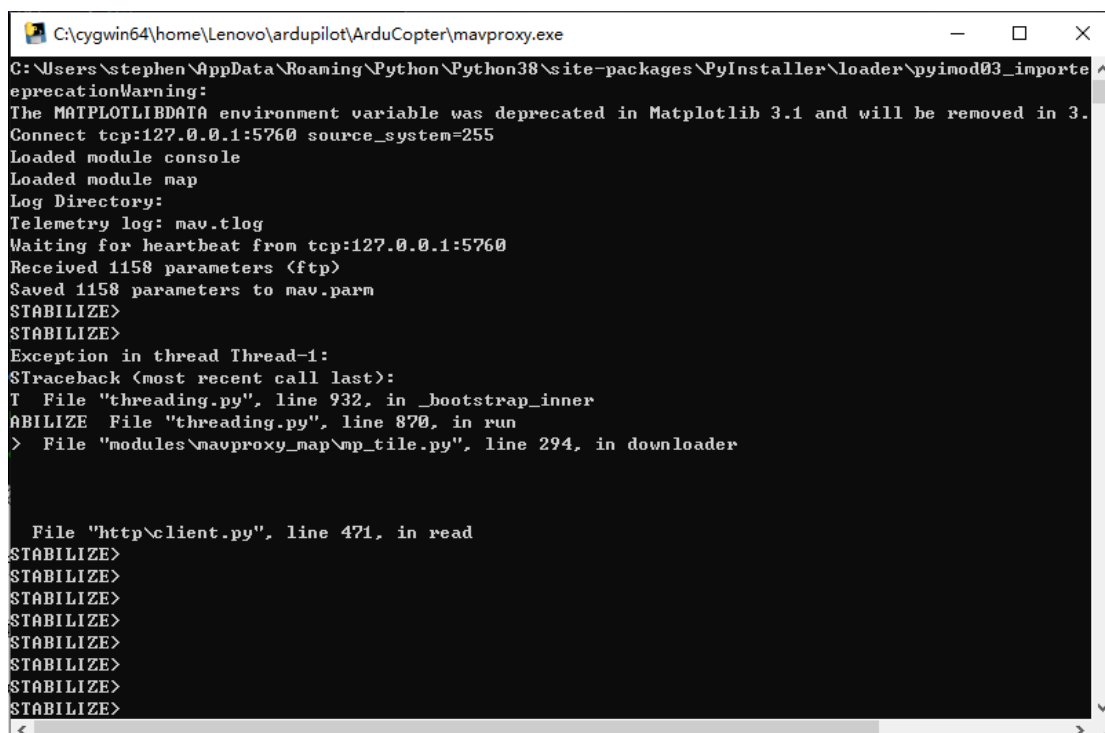 C:\cygwin64\home\Lenovo\ardupilot\ArduCopter\mavproxy.exe
C:\Users\stephen\AppData\Roaming\Python\Python38\site-packages\PyInstaller\loader\pyimod03_importe
eprecationWarning:
The MATPLOTLIBDATA environment variable was deprecated in Matplotlib 3.1 and will be removed in 3.
Connect tcp:127.0.0.1:5760 source_system=255
Loaded module console
Loaded module map
Log Directory:
Telemetry log: mav.tlog
Waiting for heartbeat from tcp:127.0.0.1:5760
Received 1158 parameters (ftp)
Saved 1158 parameters to mav.parm
STABILIZE>
STABILIZE>
Exception in thread Thread-1:
STraceback (most recent call last):
T  File "threading.py", line 932, in _bootstrap_inner
ABILIZE  File "threading.py", line 870, in run
>  File "modules\mavproxy_map\mp_tile.py", line 294, in downloader
  File "http\client.py", line 471, in read
STABILIZE>
STABILIZE>
STABILIZE>
STABILIZE>
STABILIZE>
STABILIZE>
STABILIZE>
STABILIZE>